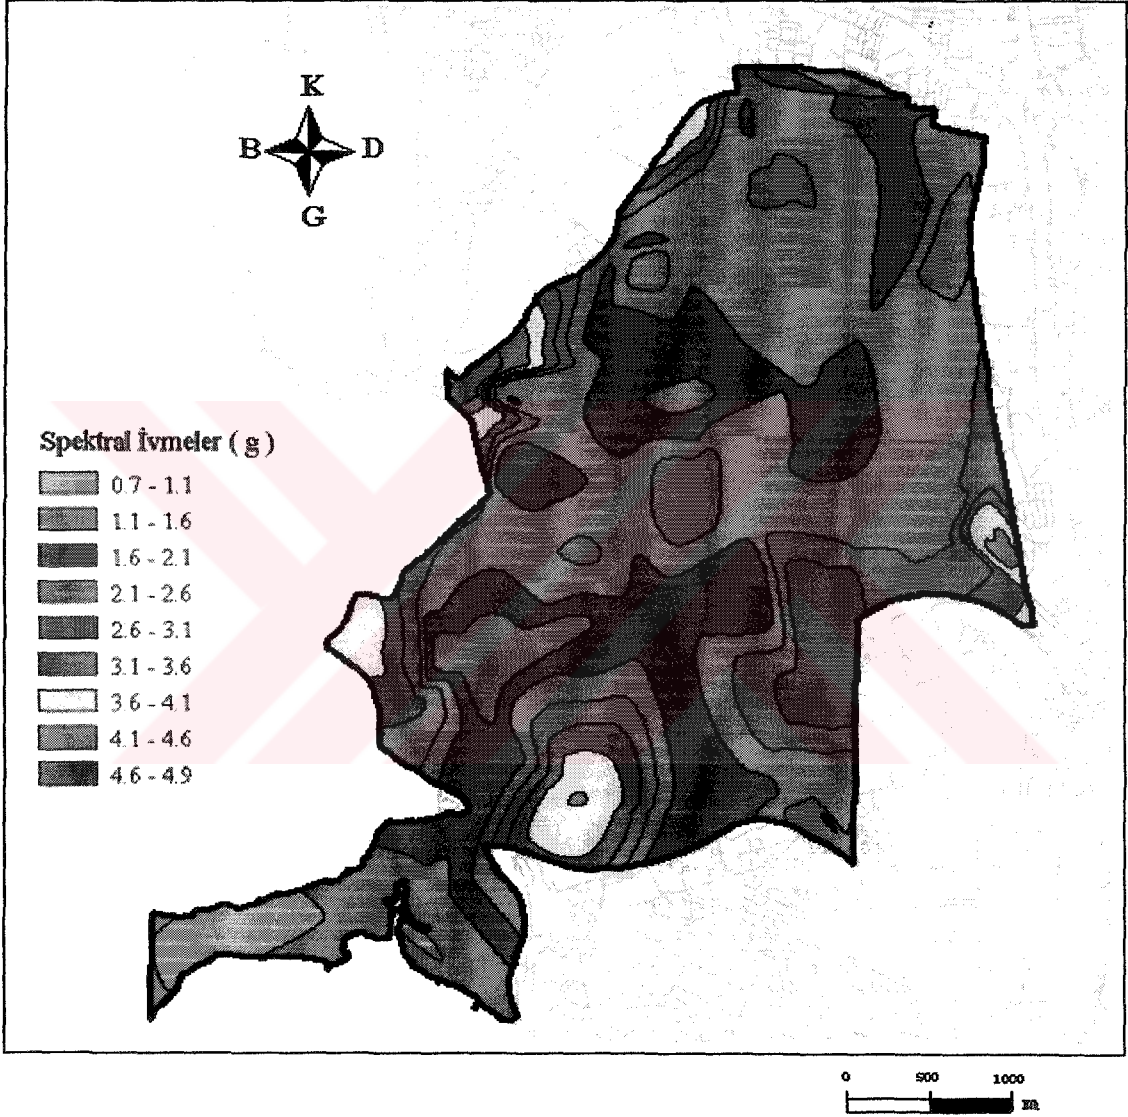 K
B D
G
Spektral İvmeler ( g )
0.7 - 1.1
1.1 - 1.6
1.6 - 2.1
2.1 - 2.6
2.6 - 3.1
3.1 - 3.6
3.6 - 4.1
4.1 - 4.6
4.6 - 4.9
0 500 1000